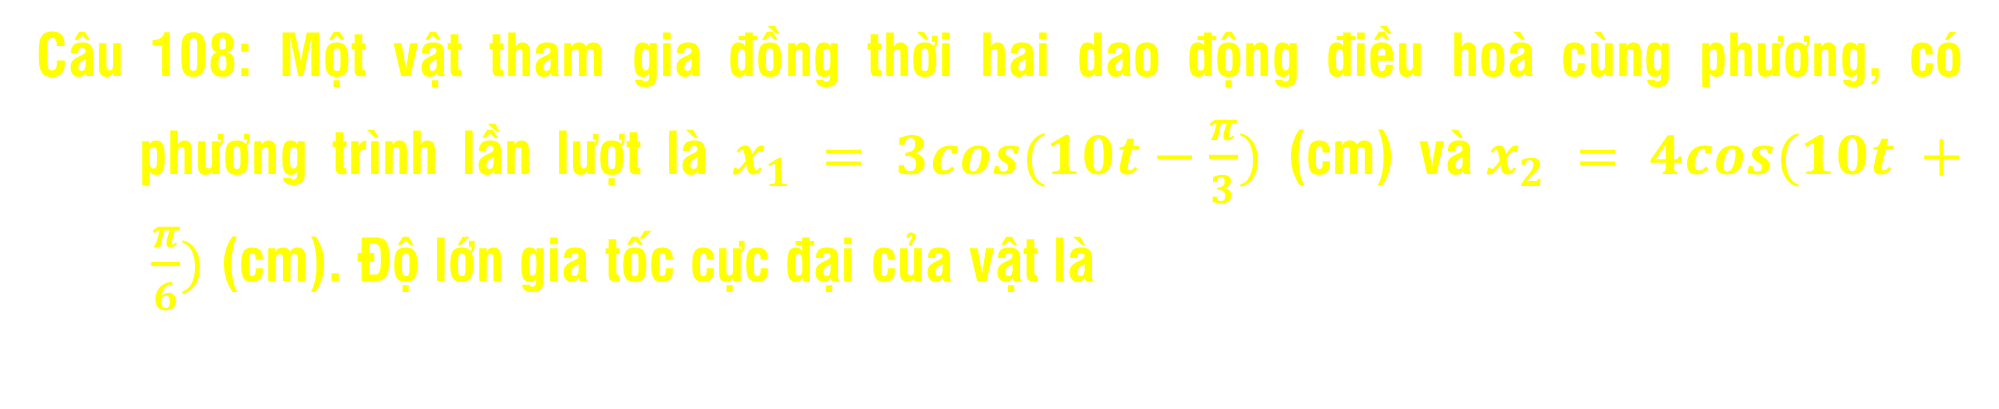 Câu 108: Một vật tham gia đồng thời hai dao động điều hoà cùng phương, có
phương trình lần lượt là x₁ = 3cos(10t − π/3) (cm) và x₂ = 4cos(10t +
π/6) (cm). Độ lớn gia tốc cực đại của vật là